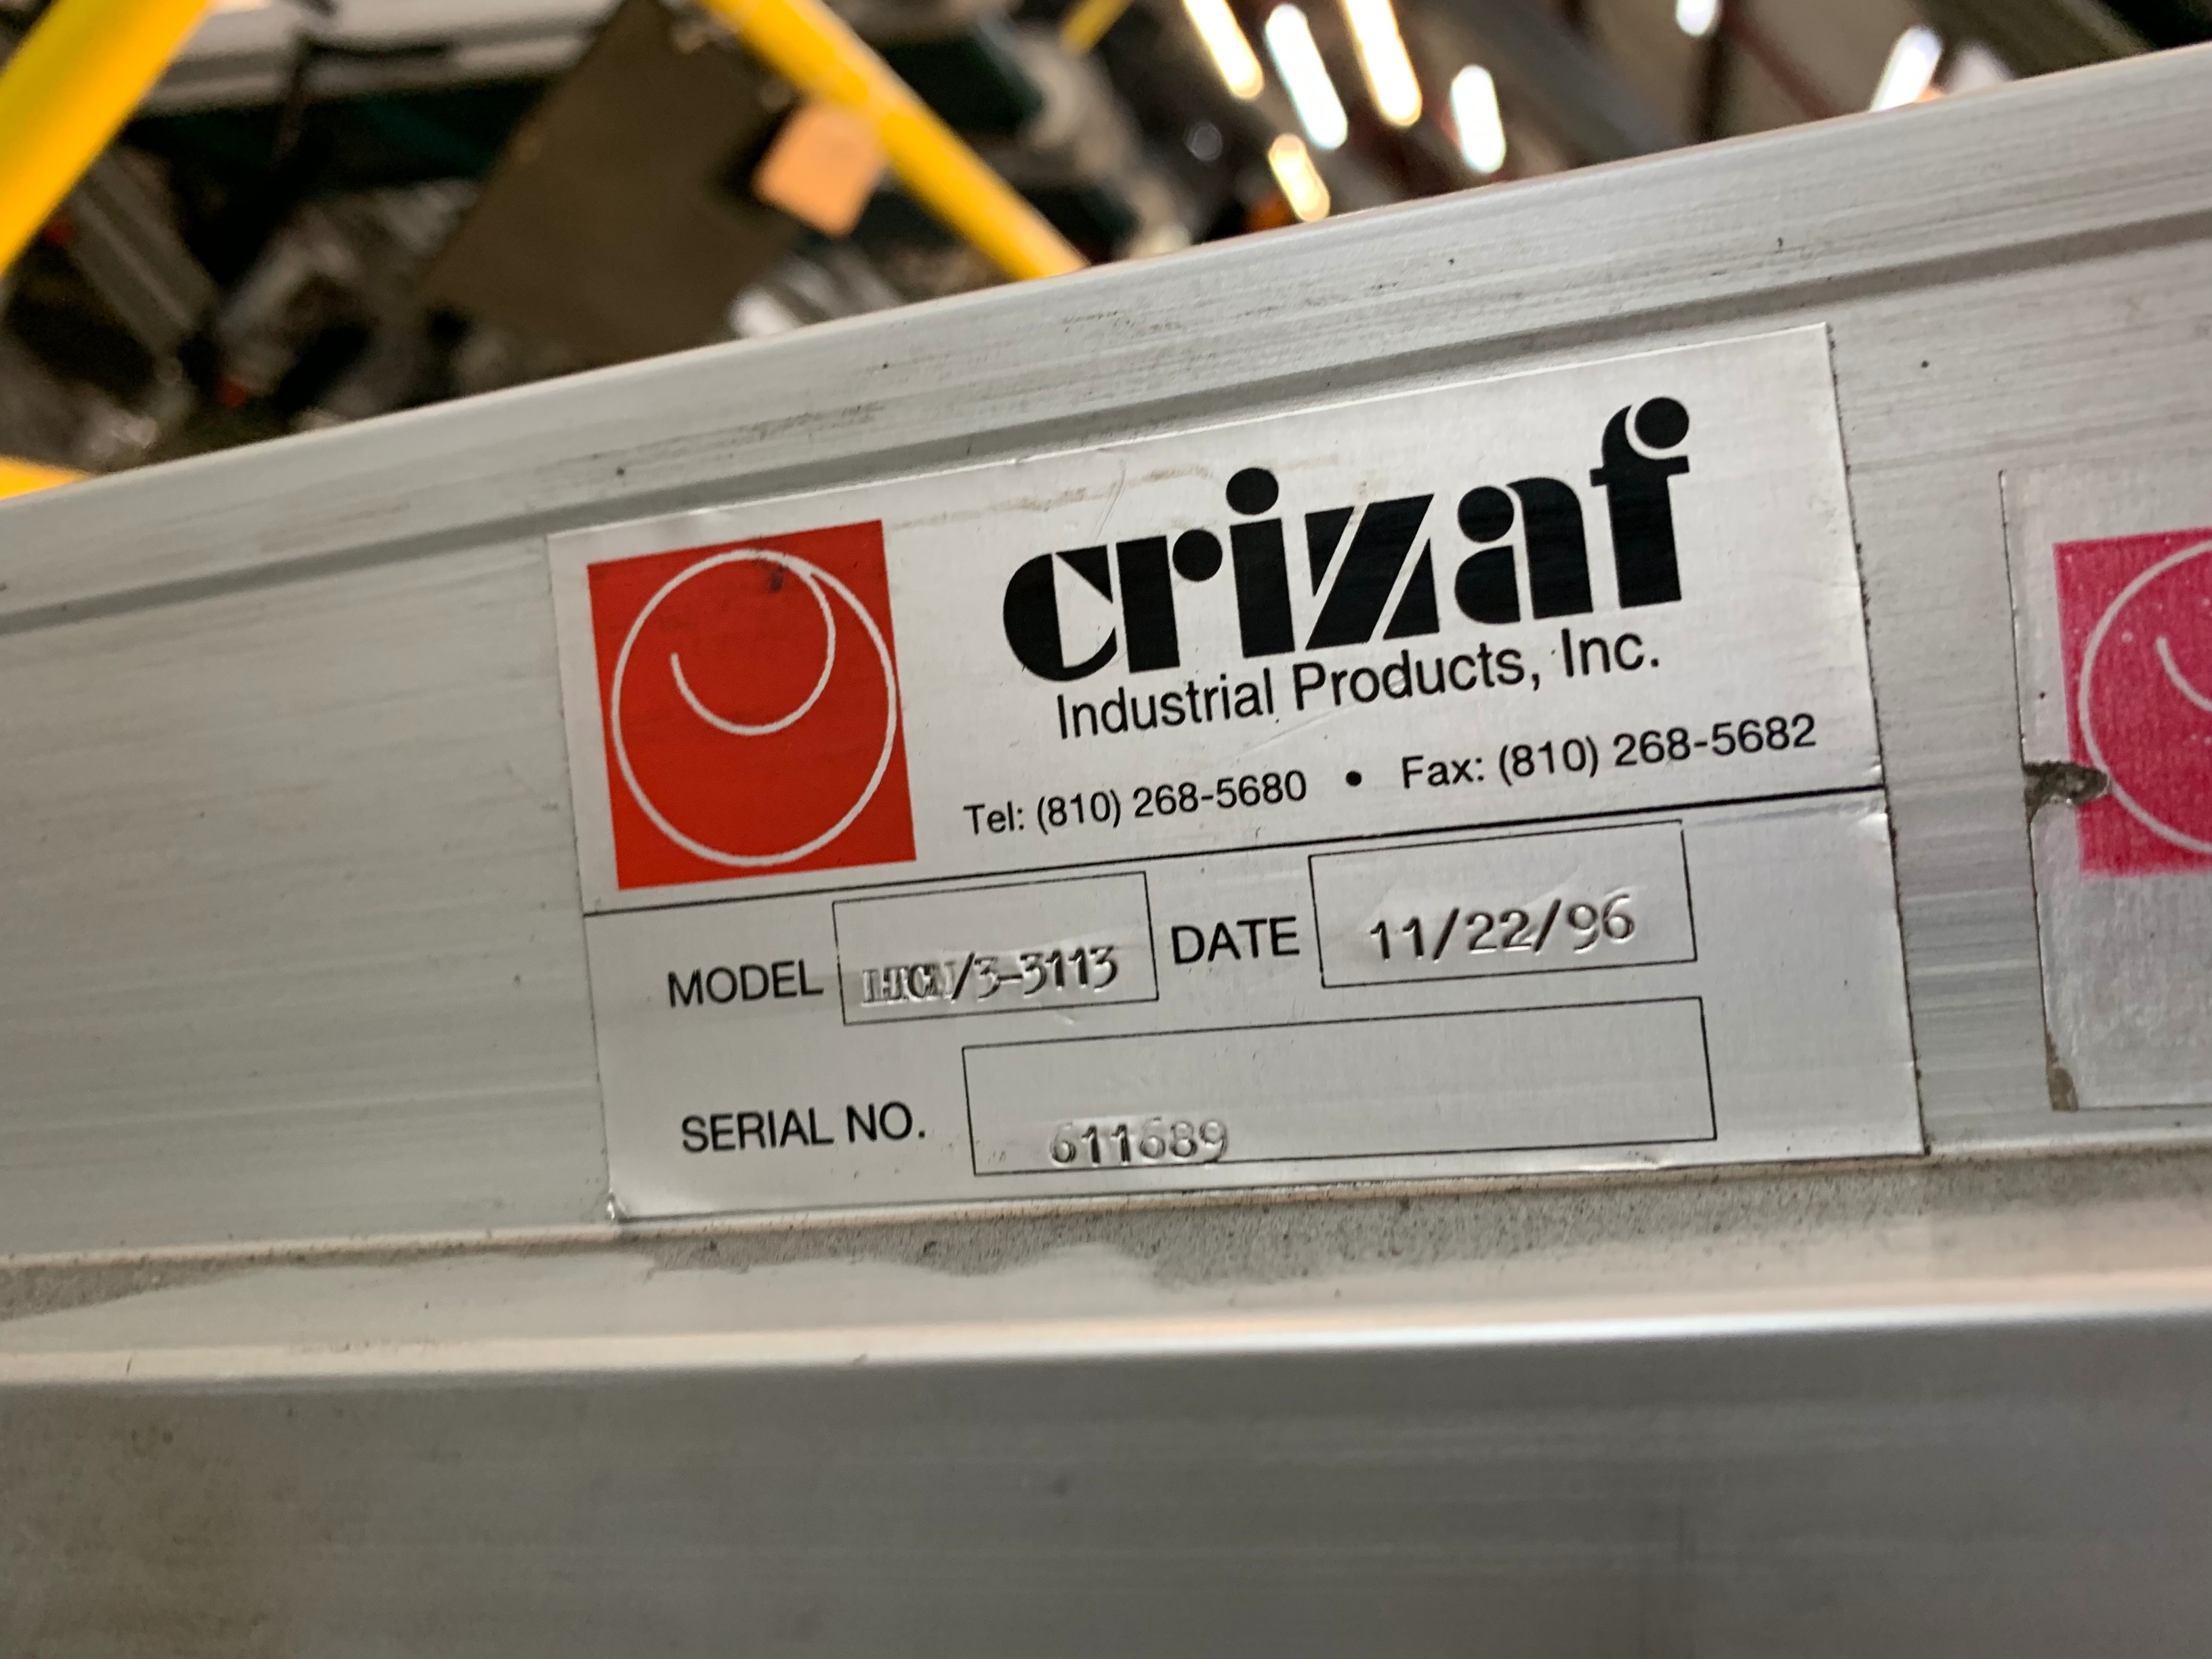 crizaf
Industrial Products, Inc.
Tel: (810) 268-5680 • Fax: (810) 268-5682
MODEL DATE 11/22/96
SERIAL NO. 611689